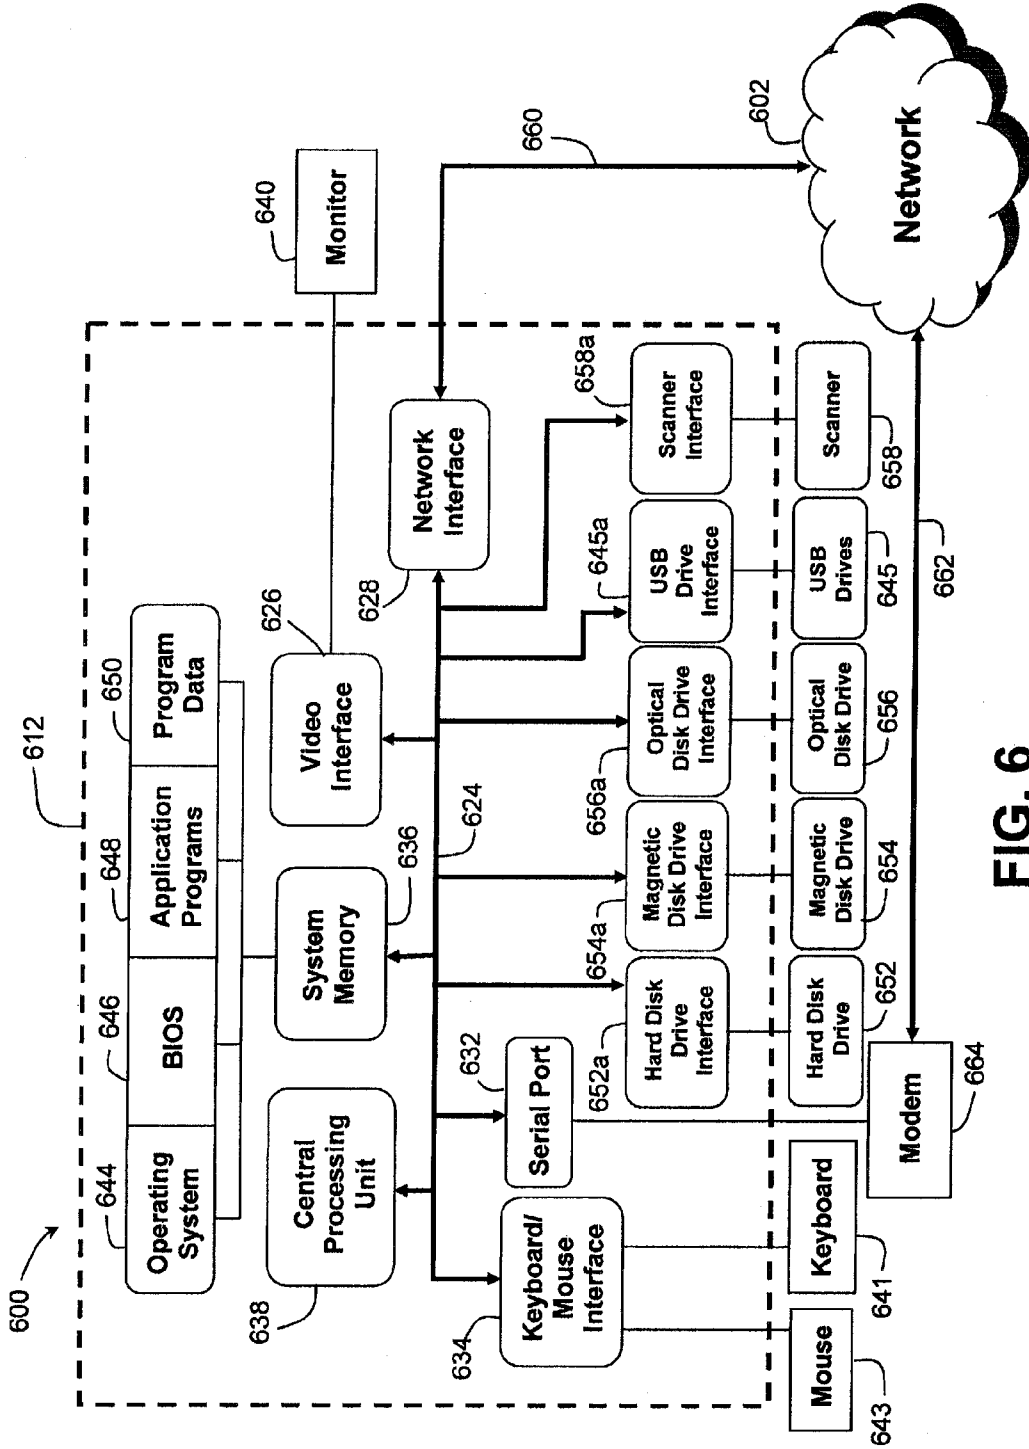 600
612
644
646
648
650
Operating
System
BIOS
Application
Programs
Program
Data
638
Central
Processing
Unit
System
Memory
636
Video
Interface
626
640
Monitor
624
628
Network
Interface
660
634
Keyboard/
Mouse
Interface
632
Serial Port
652a
Hard Disk
Drive
Interface
654a
Magnetic
Disk Drive
Interface
656a
Optical
Disk Drive
Interface
645a
USB
Drive
Interface
658a
Scanner
Interface
602
Network
Mouse
643
Keyboard
641
Modem
664
Hard Disk
Drive
652
Magnetic
Disk Drive
654
Optical
Disk Drive
656
USB
Drives
645
Scanner
658
662
FIG. 6